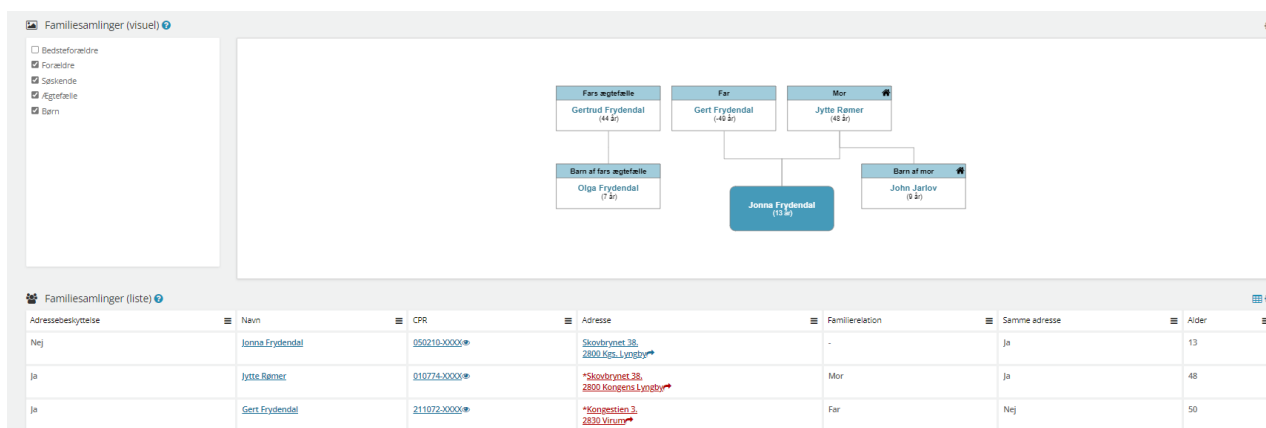 Familiesamlinger (visuel)
Bedsteforældre
Forældre
Søskende
Ægtefælle
Børn
Fars ægtefælle
Gertrud Frydendal
(44 år)
Far
Gert Frydendal
(-49 år)
Mor
Jytte Rømer
(48 år)
Barn af fars ægtefælle
Olga Frydendal
(7 år)
Jonna Frydendal
(13 år)
Barn af mor
John Jarlov
(9 år)
Familiesamlinger (liste)
Adressebeskyttelse Navn CPR Adresse Familierelation Samme adresse Alder
Nej Jonna Frydendal 050210-XXXX Skovbrynet 38, - Ja 13
2800 Kgs. Lyngby
Ja Jytte Rømer 010774-XXXX *Skovbrynet 38, Mor Ja 48
2800 Kongens Lyngby
Ja Gert Frydendal 211072-XXXX *Kongestien 3, Far Nej 50
2830 Virum